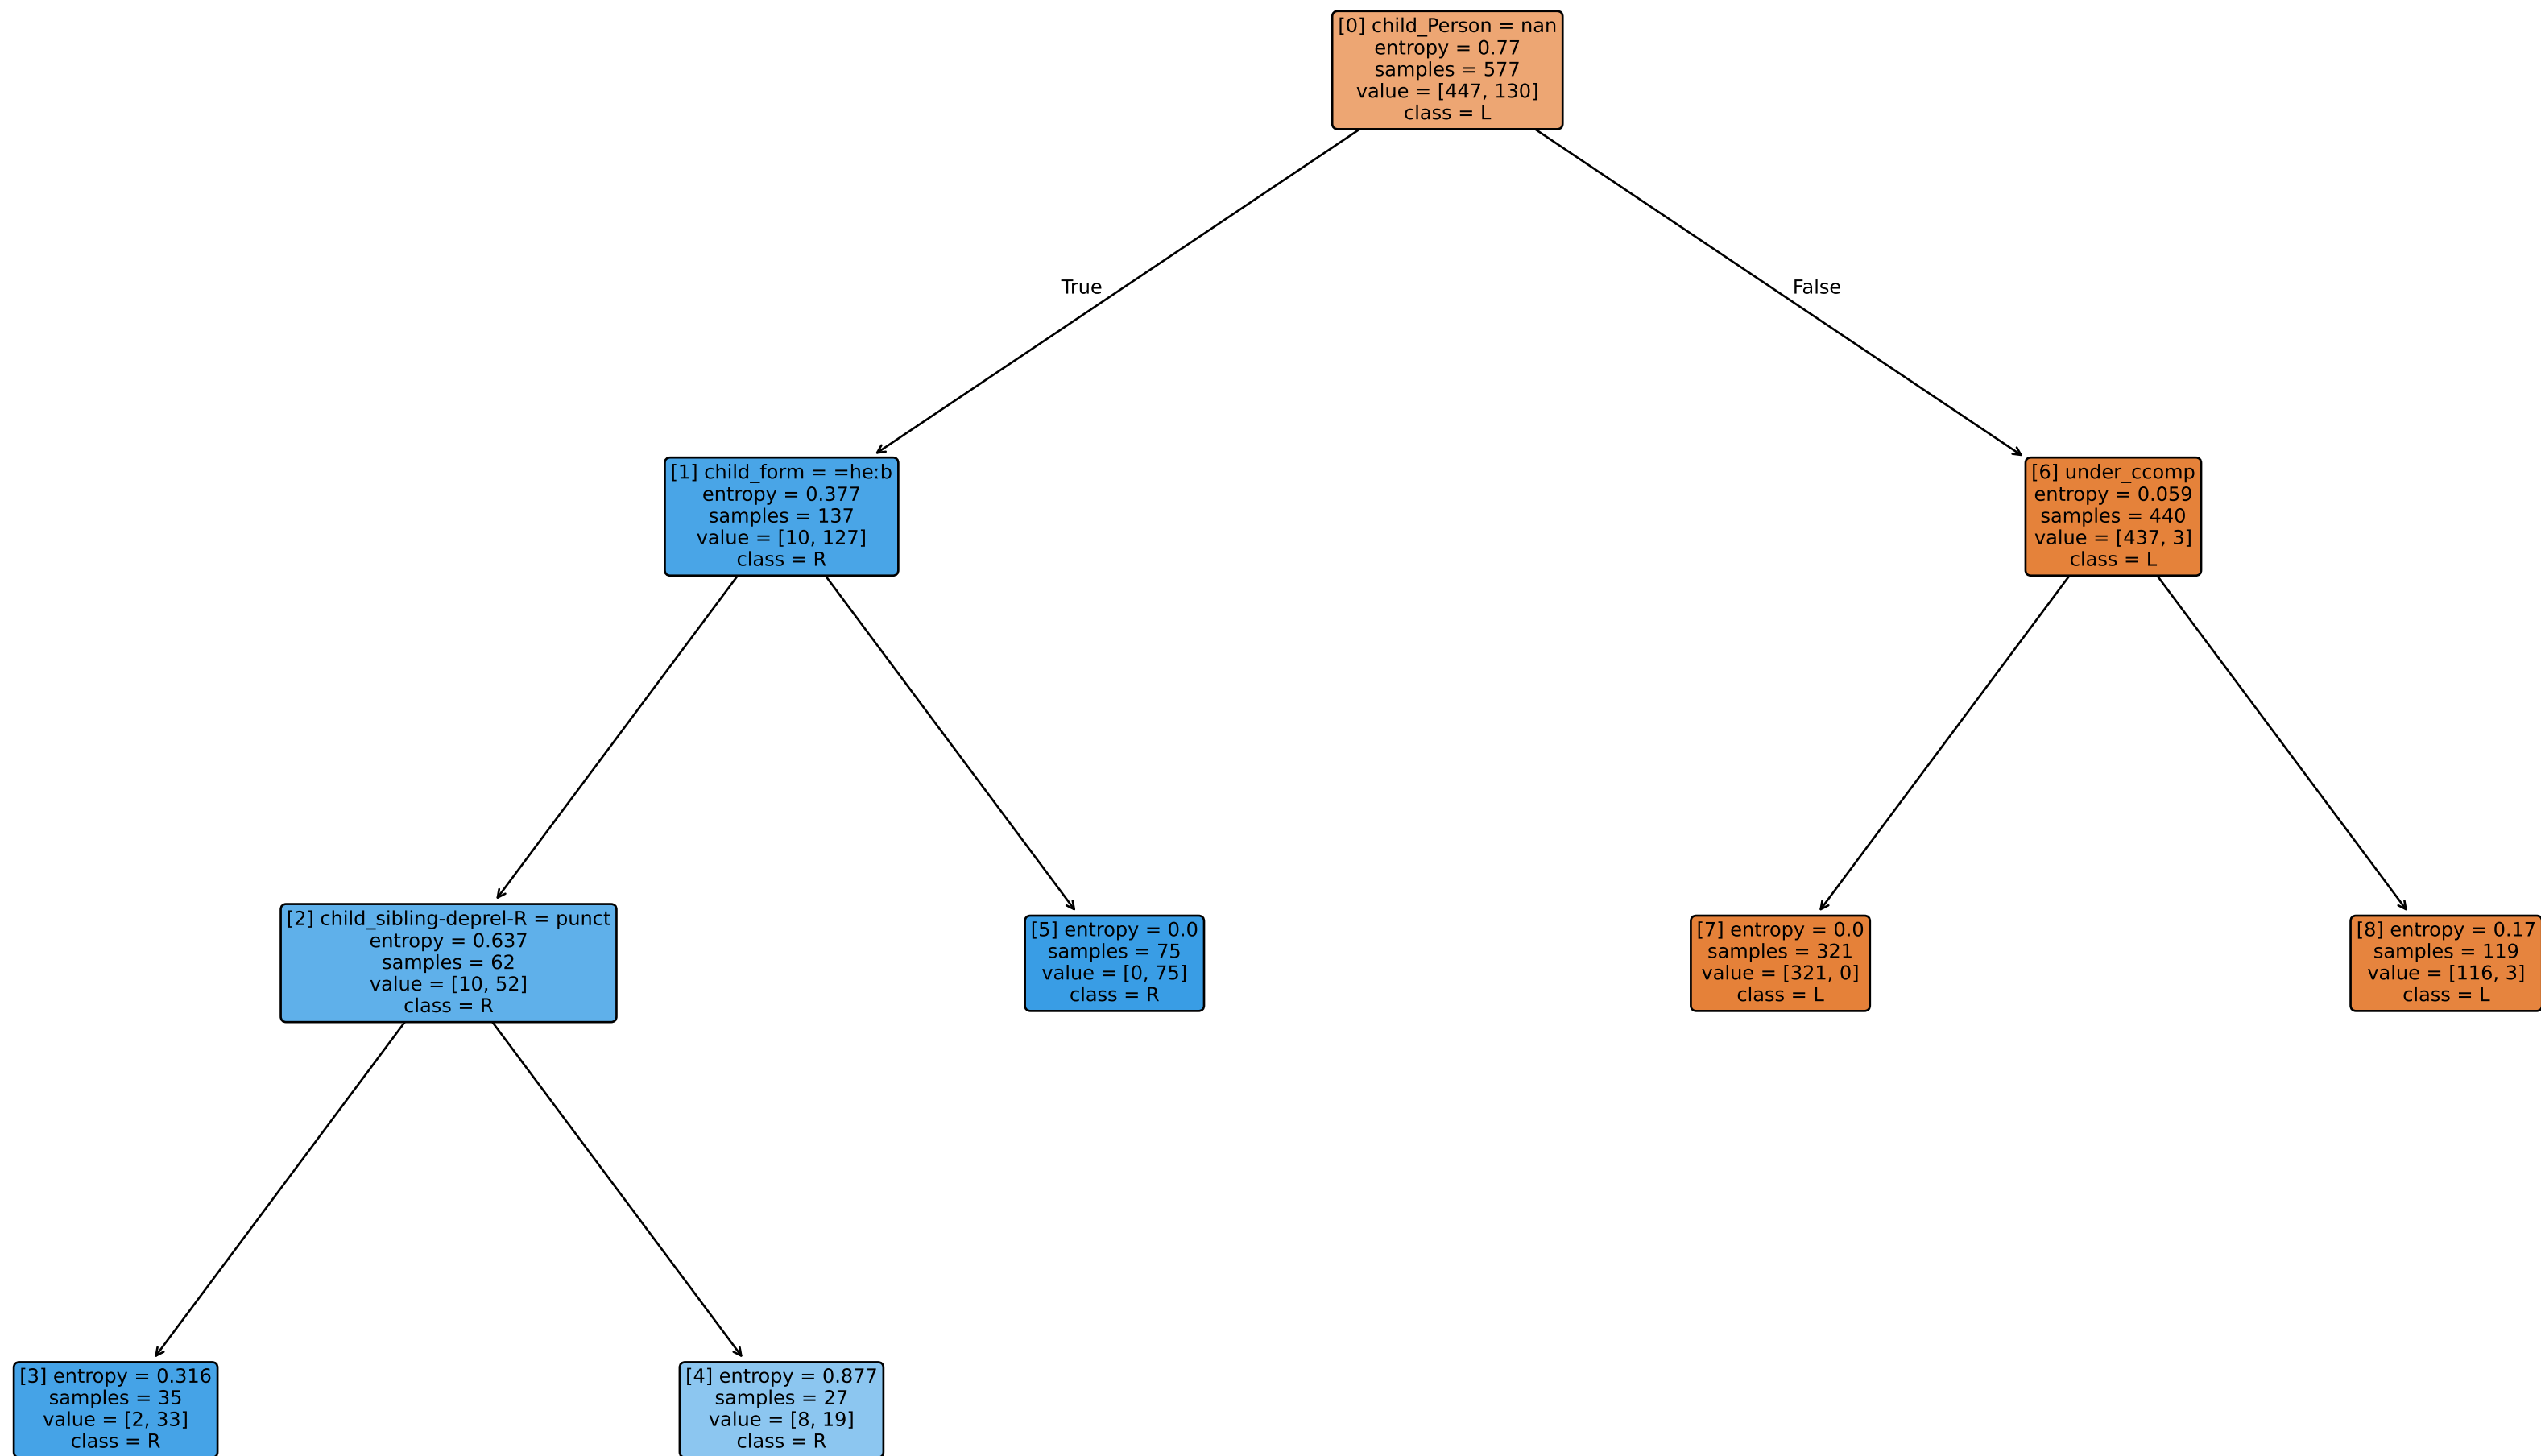 [0] child_Person = nan
entropy = 0.77
samples = 577
value = [447, 130]
class = L
True
False
[1] child_form = =he:b
entropy = 0.377
samples = 137
value = [10, 127]
class = R
[6] under_ccomp
entropy = 0.059
samples = 440
value = [437, 3]
class = L
[2] child_sibling-deprel-R = punct
entropy = 0.637
samples = 62
value = [10, 52]
class = R
[5] entropy = 0.0
samples = 75
value = [0, 75]
class = R
[7] entropy = 0.0
samples = 321
value = [321, 0]
class = L
[8] entropy = 0.17
samples = 119
value = [116, 3]
class = L
[3] entropy = 0.316
samples = 35
value = [2, 33]
class = R
[4] entropy = 0.877
samples = 27
value = [8, 19]
class = R